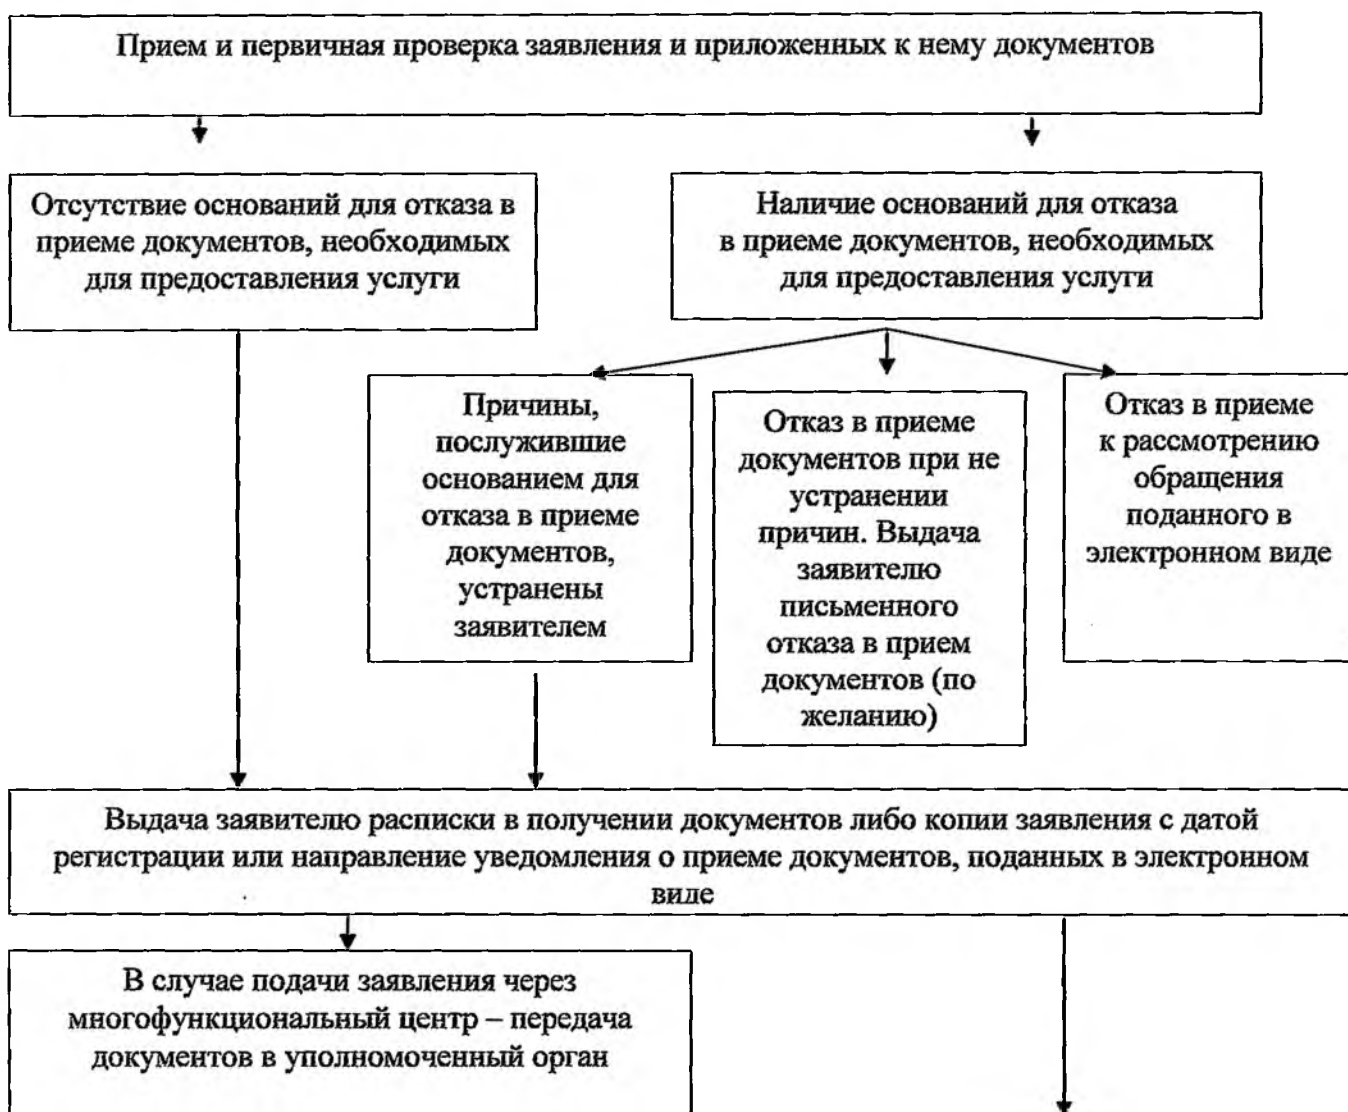 Прием и первичная проверка заявления и приложенных к нему документов
Отсутствие оснований для отказа в
приеме документов, необходимых
для предоставления услуги
Наличие оснований для отказа
в приеме документов, необходимых
для предоставления услуги
Причины,
послужившие
основанием для
отказа в приеме
документов,
устранены
заявителем
Отказ в приеме
документов при не
устранении
причин. Выдача
заявителю
письменного
отказа в прием
документов (по
желанию)
Отказ в приеме
к рассмотрению
обращения
поданного в
электронном виде
Выдача заявителю расписки в получении документов либо копии заявления с датой
регистрации или направление уведомления о приеме документов, поданных в электронном
виде
В случае подачи заявления через
многофункциональный центр – передача
документов в уполномоченный орган